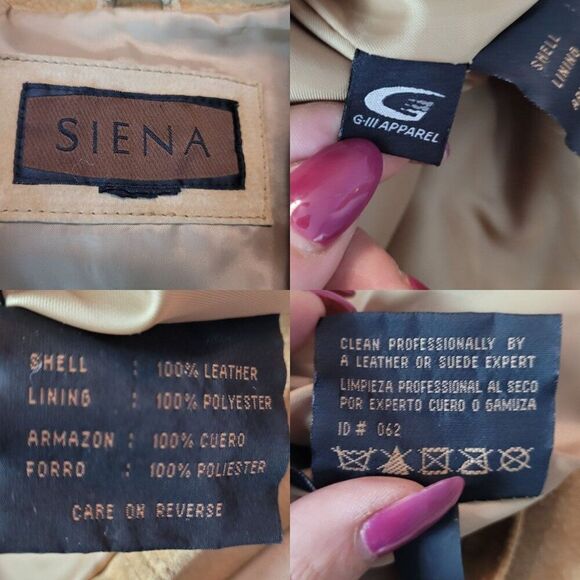 SIENA
G-III APPAREL
SHELL
LINING
SHELL : 100% LEATHER
LINING : 100% POLYESTER
ARMAZON : 100% CUERO
FORRO : 100% POLIESTER
CARE ON REVERSE
CLEAN PROFESSIONALLY BY
A LEATHER OR SUEDE EXPERT
LIMPIEZA PROFESSIONAL AL SECO
POR EXPERTO CUERO O GAMUZA
ID # 062